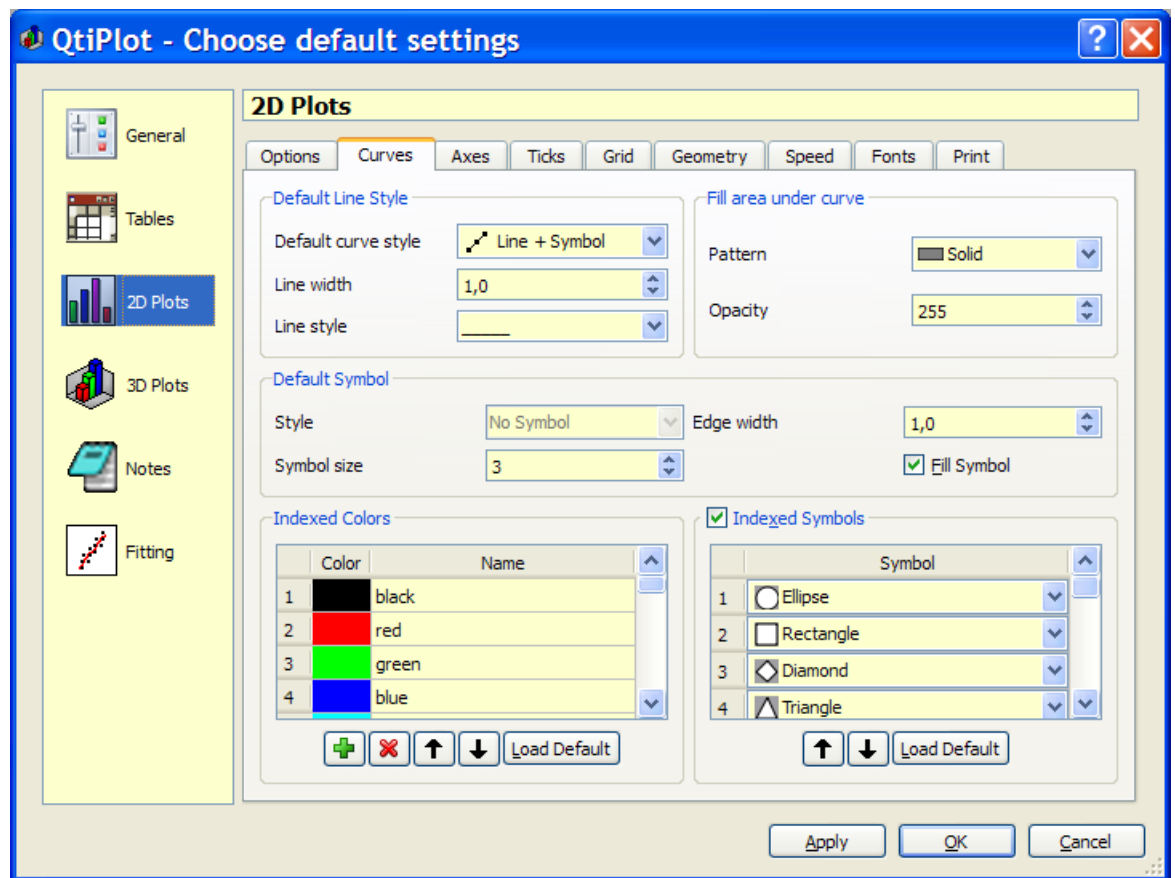 QtiPlot - Choose default settings
General
Tables
2D Plots
3D Plots
Notes
Fitting
2D Plots
Options Curves Axes Ticks Grid Geometry Speed Fonts Print
Default Line Style
Default curve style Line + Symbol
Line width 1,0
Line style
Fill area under curve
Pattern Solid
Opacity 255
Default Symbol
Style No Symbol Edge width 1,0
Symbol size 3 Fill Symbol
Indexed Colors
Color Name
1 black
2 red
3 green
4 blue
Load Default
Indexed Symbols
Symbol
1 Ellipse
2 Rectangle
3 Diamond
4 Triangle
Load Default
Apply OK Cancel